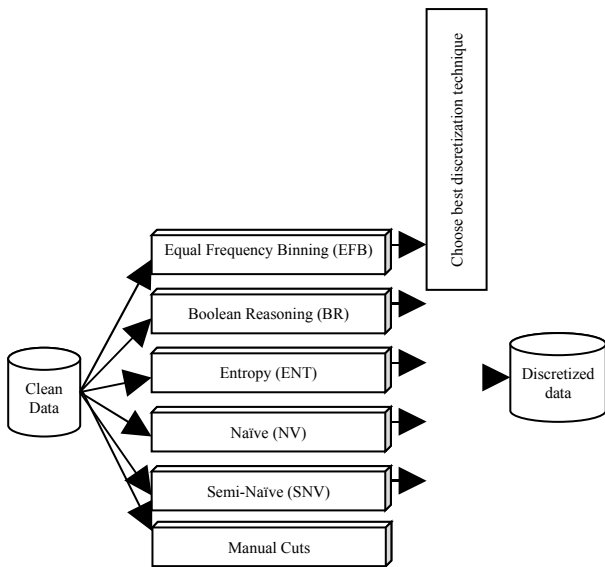 Choose best discretization technique
Equal Frequency Binning (EFB)
Boolean Reasoning (BR)
Entropy (ENT)
Naïve (NV)
Semi-Naïve (SNV)
Manual Cuts
Clean
Data
Discretized
data